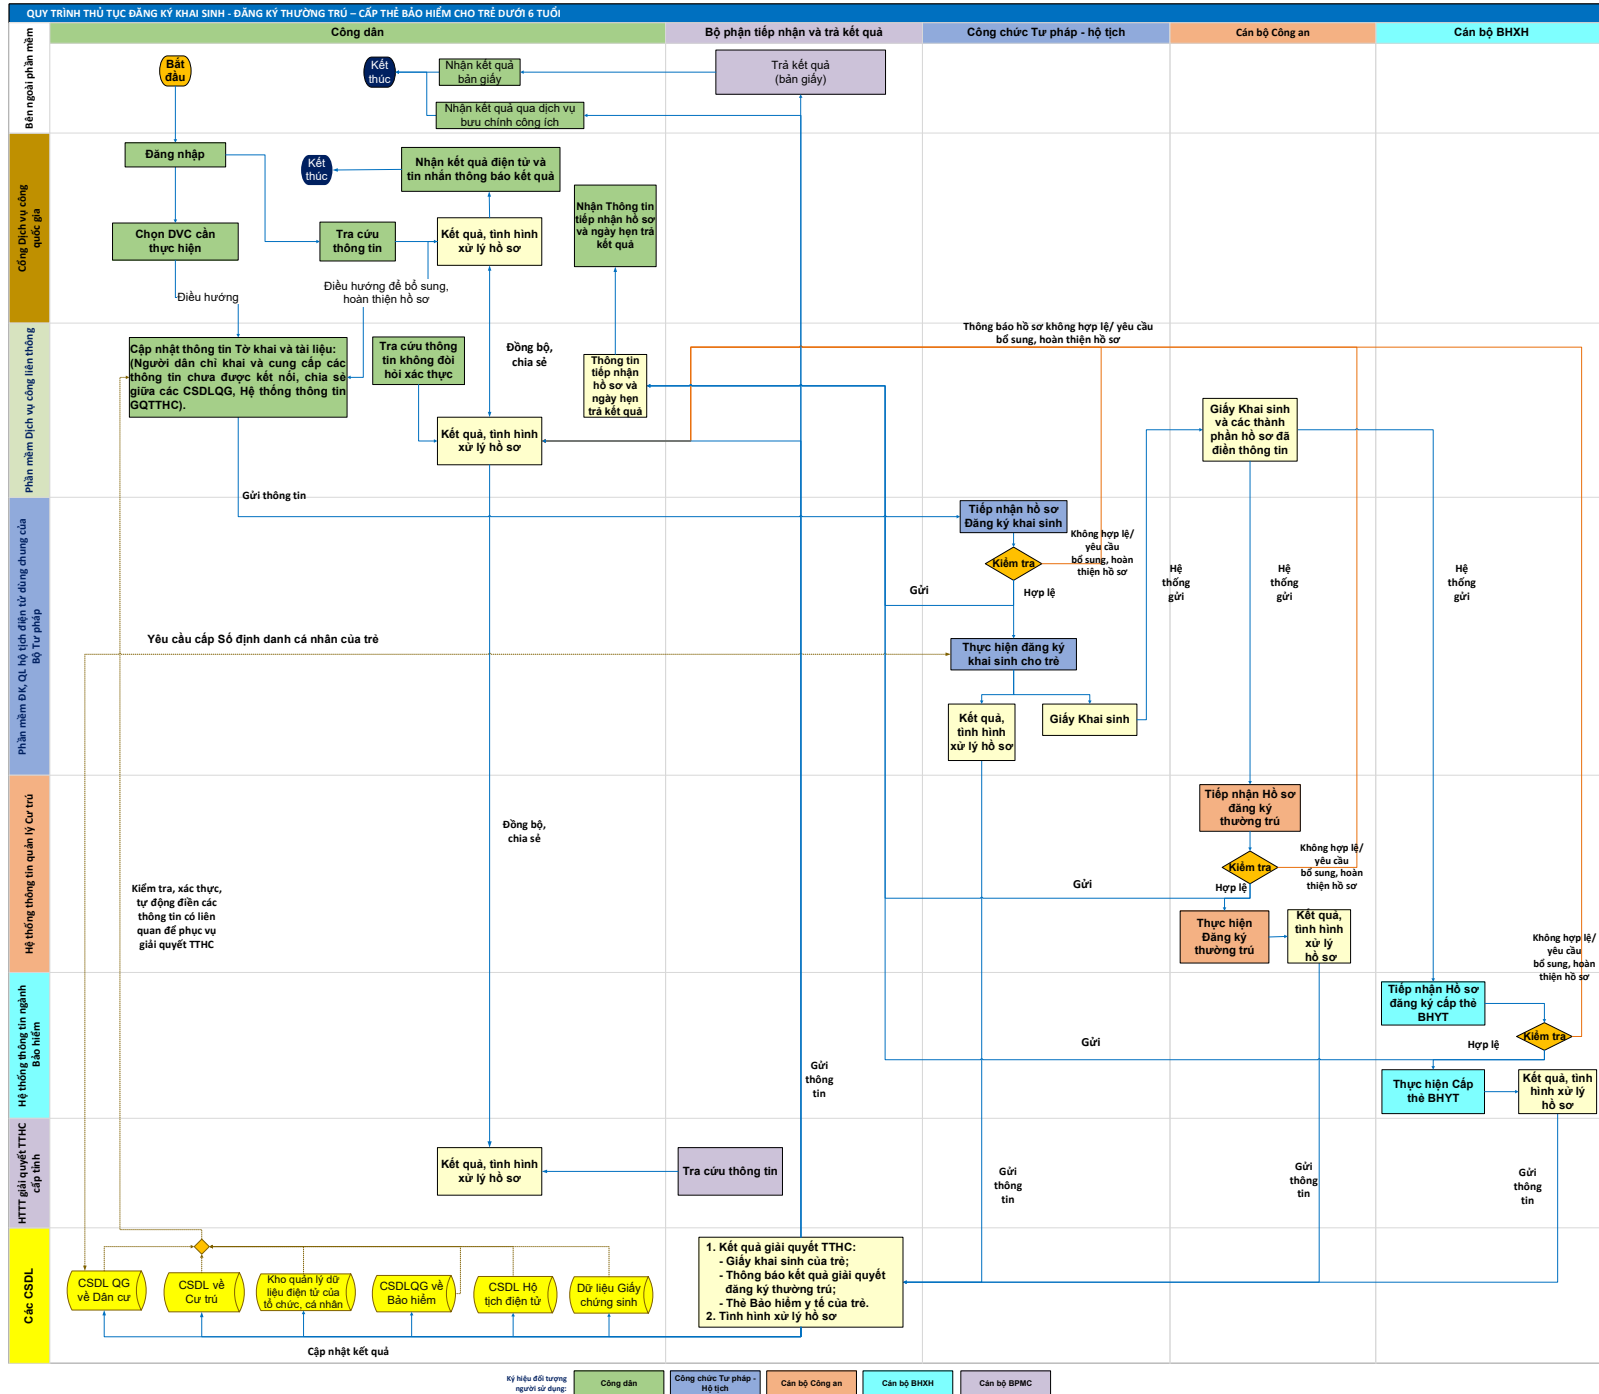 QUY TRÌNH THỦ TỤC ĐĂNG KÝ KHAI SINH - ĐĂNG KÝ THƯỜNG TRÚ – CẤP THẺ BẢO HIỂM CHO TRẺ DƯỚI 6 TUỔI
Công dân
Bộ phận tiếp nhận và trả kết quả
Công chức Tư pháp - hộ tịch
Cán bộ Công an
Cán bộ BHXH
Bên ngoài phần mềm
Bắt
đầu
Kết
thúc
Nhận kết quả
bản giấy
Trả kết quả
(bản giấy)
Nhận kết quả qua dịch vụ
bưu chính công ích
Cổng Dịch vụ công
quốc gia
Đăng nhập
Kết
thúc
Nhận kết quả điện tử và
tin nhắn thông báo kết quả
Nhận Thông tin
tiếp nhận hồ sơ
và ngày hẹn trả
kết quả
Chọn DVC cần
thực hiện
Tra cứu
thông tin
Kết quả, tình hình
xử lý hồ sơ
Điều hướng
Điều hướng để bổ sung,
hoàn thiện hồ sơ
Phần mềm Dịch vụ công liên thông
Cập nhật thông tin Tờ khai và tài liệu:
(Người dân chỉ khai và cung cấp các
thông tin chưa được kết nối, chia sẻ
giữa các CSDLQG, Hệ thống thông tin
GQTTHC).
Tra cứu thông
tin không đòi
hỏi xác thực
Đồng bộ,
chia sẻ
Thông tin
tiếp nhận
hồ sơ và
ngày hẹn
trả kết quả
Thông báo hồ sơ không hợp lệ/ yêu cầu
bổ sung, hoàn thiện hồ sơ
Kết quả, tình hình
xử lý hồ sơ
Giấy Khai sinh
và các thành
phần hồ sơ đã
điền thông tin
Gửi thông tin
Phần mềm ĐK, QL hộ tịch điện tử dùng chung của
Bộ Tư pháp
Tiếp nhận hồ sơ
Đăng ký khai sinh
Kiểm tra
Không hợp lệ/
yêu cầu
bổ sung, hoàn
thiện hồ sơ
Gửi
Hợp lệ
Hệ
thống
gửi
Hệ
thống
gửi
Hệ
thống
gửi
Yêu cầu cấp Số định danh cá nhân của trẻ
Thực hiện đăng ký
khai sinh cho trẻ
Kết quả,
tình hình
xử lý hồ sơ
Giấy Khai sinh
Hệ thống thông tin quản lý Cư trú
Đồng bộ,
chia sẻ
Tiếp nhận Hồ sơ
đăng ký
thường trú
Kiểm tra
Không hợp lệ/
yêu cầu
bổ sung, hoàn
thiện hồ sơ
Gửi
Hợp lệ
Kiểm tra, xác thực,
tự động điền các
thông tin có liên
quan để phục vụ
giải quyết TTHC
Thực hiện
Đăng ký
thường trú
Kết quả,
tình hình
xử lý
hồ sơ
Không hợp lệ/
yêu cầu
bổ sung, hoàn
thiện hồ sơ
Hệ thống thông tin ngành
Bảo hiểm
Tiếp nhận Hồ sơ
đăng ký cấp thẻ
BHYT
Kiểm tra
Gửi
Hợp lệ
Gửi
thông
tin
Thực hiện Cấp
thẻ BHYT
Kết quả, tình
hình xử lý
hồ sơ
HTTT giải quyết TTHC
cấp tỉnh
Kết quả, tình hình
xử lý hồ sơ
Tra cứu thông tin
Gửi
thông
tin
Gửi
thông
tin
Gửi
thông
tin
Các CSDL
CSDL QG
về Dân cư
CSDL về
Cư trú
Kho quản lý dữ
liệu điện tử của
tổ chức, cá nhân
CSDLQG về
Bảo hiểm
CSDL Hộ
tịch điện tử
Dữ liệu Giấy
chứng sinh
1. Kết quả giải quyết TTHC:
- Giấy khai sinh của trẻ;
- Thông báo kết quả giải quyết
đăng ký thường trú;
- Thẻ Bảo hiểm y tế của trẻ.
2. Tình hình xử lý hồ sơ
Cập nhật kết quả
Ký hiệu đối tượng
người sử dụng:
Công dân
Công chức Tư pháp -
Hộ tịch
Cán bộ Công an
Cán bộ BHXH
Cán bộ BPMC